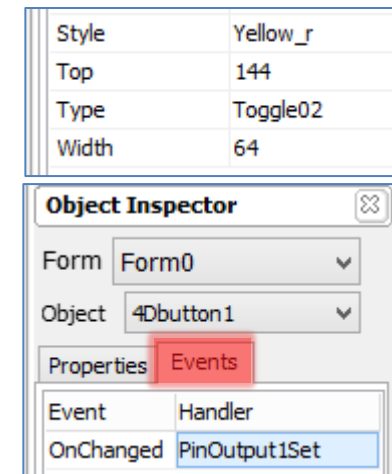 Style Yellow_r
Top 144
Type Toggle02
Width 64
Object Inspector
Form Form0
Object 4Dbutton1
Properties Events
Event Handler
OnChanged PinOutput1Set